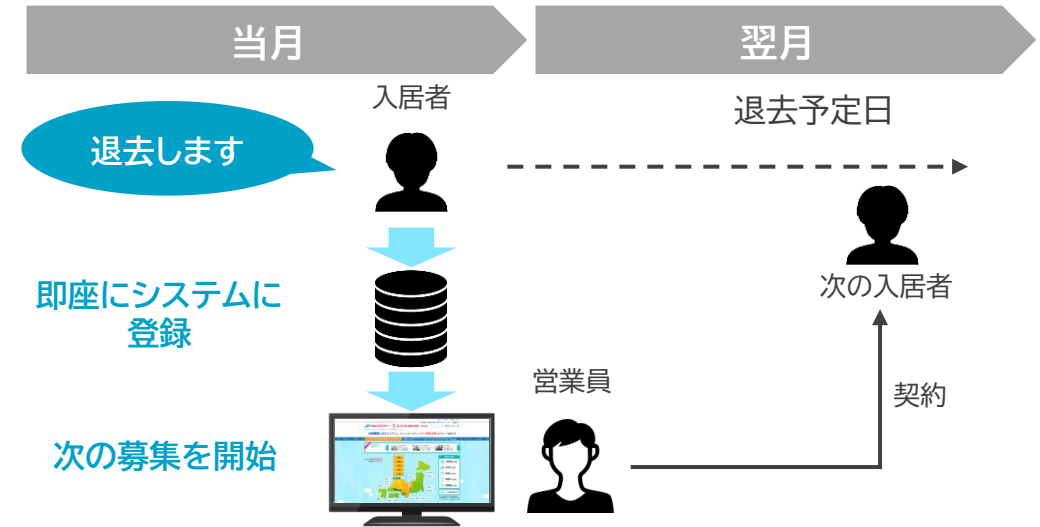 当月
翌月
入居者
退去予定日
退去します
次の入居者
即座にシステムに
登録
営業員
契約
次の募集を開始